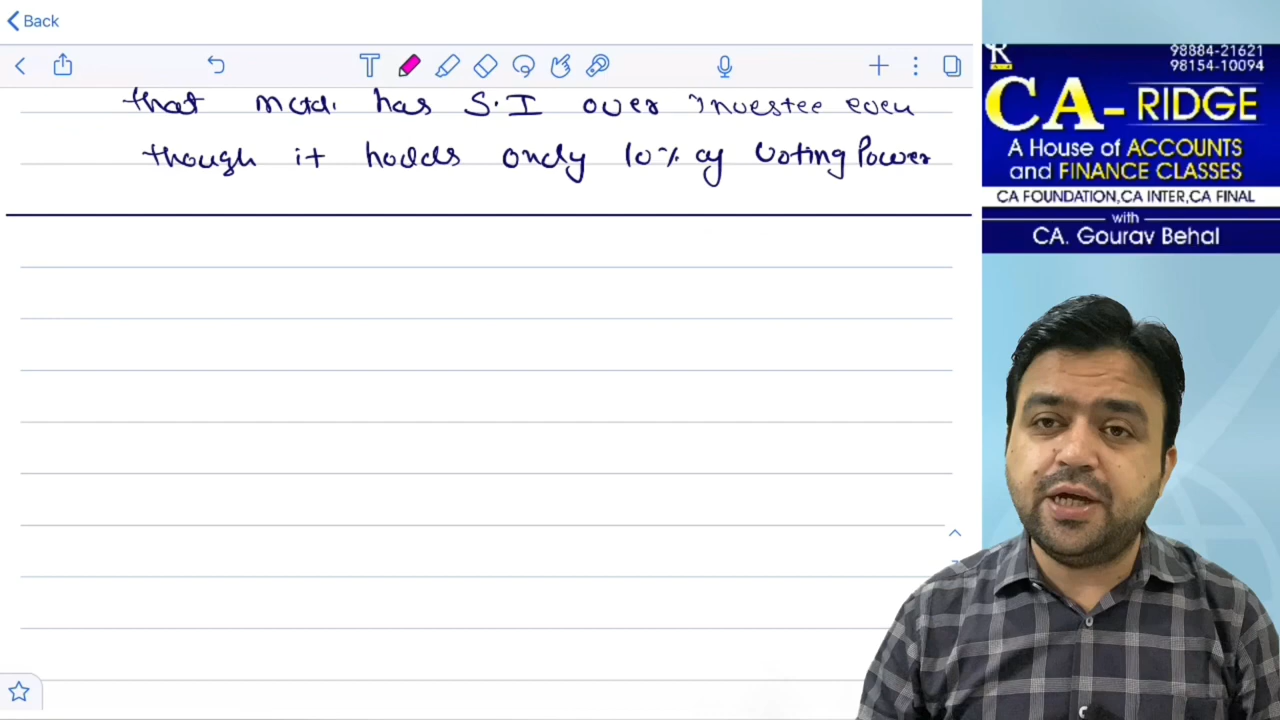 Back
that has S.I over Investee even
though it holds only 10% of Voting Power
R
98884-21621
98154-10094
CA-RIDGE
A House of ACCOUNTS
and FINANCE CLASSES
CA FOUNDATION,CA INTER,CA FINAL
with
CA. Gourav Behal